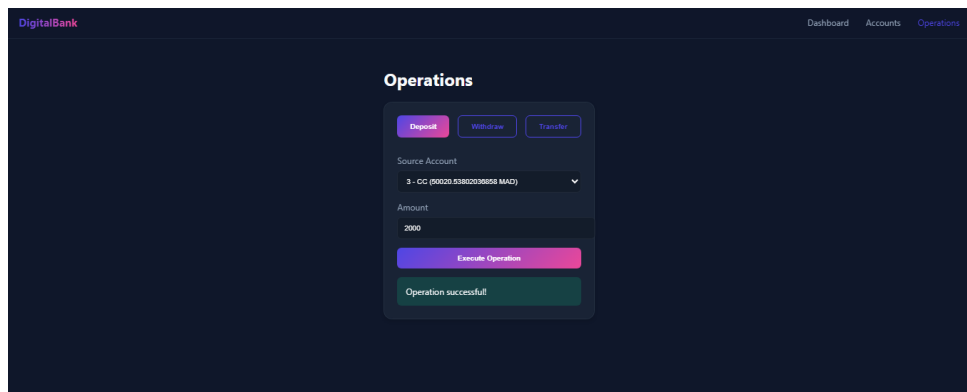 DigitalBank Dashboard Accounts Operations
Operations
Deposit Withdraw Transfer
Source Account
3 - CC (50020.53802036858 MAD)
Amount
2000
Execute Operation
Operation successful!